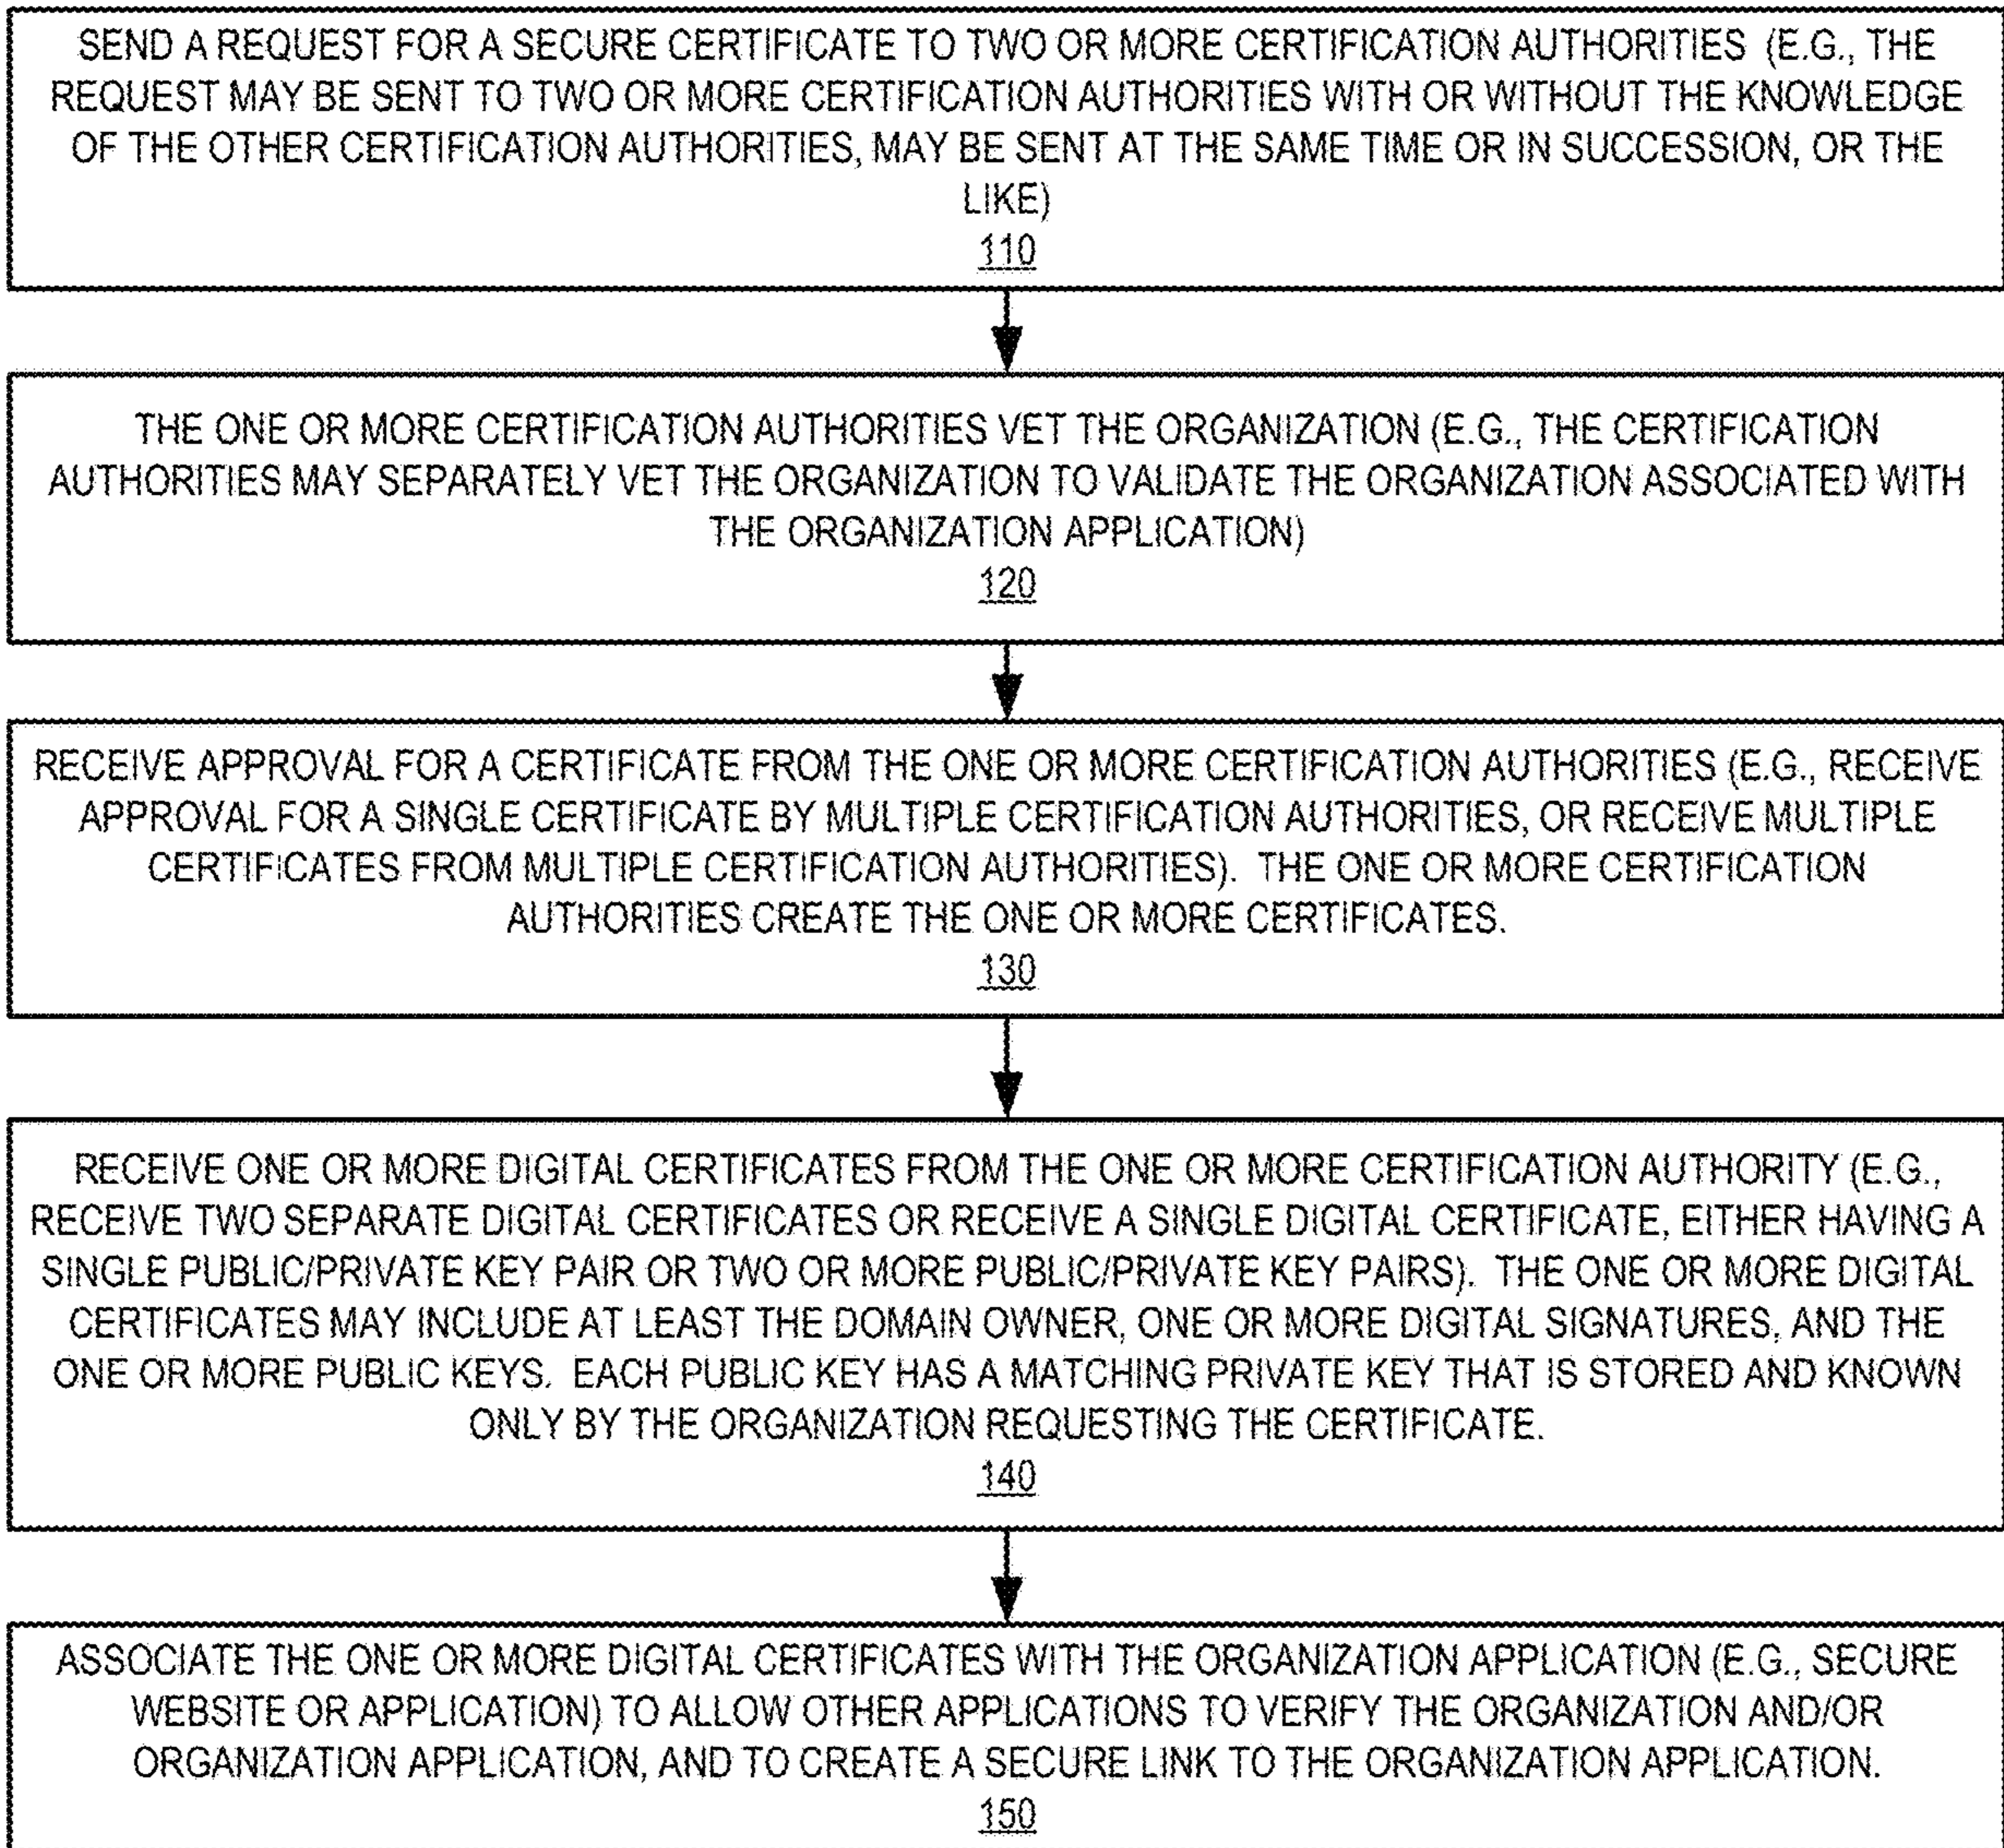 SEND A REQUEST FOR A SECURE CERTIFICATE TO TWO OR MORE CERTIFICATION AUTHORITIES (E.G., THE
REQUEST MAY BE SENT TO TWO OR MORE CERTIFICATION AUTHORITIES WITH OR WITHOUT THE KNOWLEDGE
OF THE OTHER CERTIFICATION AUTHORITIES, MAY BE SENT AT THE SAME TIME OR IN SUCCESSION, OR THE
LIKE)
110
THE ONE OR MORE CERTIFICATION AUTHORITIES VET THE ORGANIZATION (E.G., THE CERTIFICATION
AUTHORITIES MAY SEPARATELY VET THE ORGANIZATION TO VALIDATE THE ORGANIZATION ASSOCIATED WITH
THE ORGANIZATION APPLICATION)
120
RECEIVE APPROVAL FOR A CERTIFICATE FROM THE ONE OR MORE CERTIFICATION AUTHORITIES (E.G., RECEIVE
APPROVAL FOR A SINGLE CERTIFICATE BY MULTIPLE CERTIFICATION AUTHORITIES, OR RECEIVE MULTIPLE
CERTIFICATES FROM MULTIPLE CERTIFICATION AUTHORITIES). THE ONE OR MORE CERTIFICATION
AUTHORITIES CREATE THE ONE OR MORE CERTIFICATES.
130
RECEIVE ONE OR MORE DIGITAL CERTIFICATES FROM THE ONE OR MORE CERTIFICATION AUTHORITY (E.G.,
RECEIVE TWO SEPARATE DIGITAL CERTIFICATES OR RECEIVE A SINGLE DIGITAL CERTIFICATE, EITHER HAVING A
SINGLE PUBLIC/PRIVATE KEY PAIR OR TWO OR MORE PUBLIC/PRIVATE KEY PAIRS). THE ONE OR MORE DIGITAL
CERTIFICATES MAY INCLUDE AT LEAST THE DOMAIN OWNER, ONE OR MORE DIGITAL SIGNATURES, AND THE
ONE OR MORE PUBLIC KEYS. EACH PUBLIC KEY HAS A MATCHING PRIVATE KEY THAT IS STORED AND KNOWN
ONLY BY THE ORGANIZATION REQUESTING THE CERTIFICATE.
140
ASSOCIATE THE ONE OR MORE DIGITAL CERTIFICATES WITH THE ORGANIZATION APPLICATION (E.G., SECURE
WEBSITE OR APPLICATION) TO ALLOW OTHER APPLICATIONS TO VERIFY THE ORGANIZATION AND/OR
ORGANIZATION APPLICATION, AND TO CREATE A SECURE LINK TO THE ORGANIZATION APPLICATION.
150